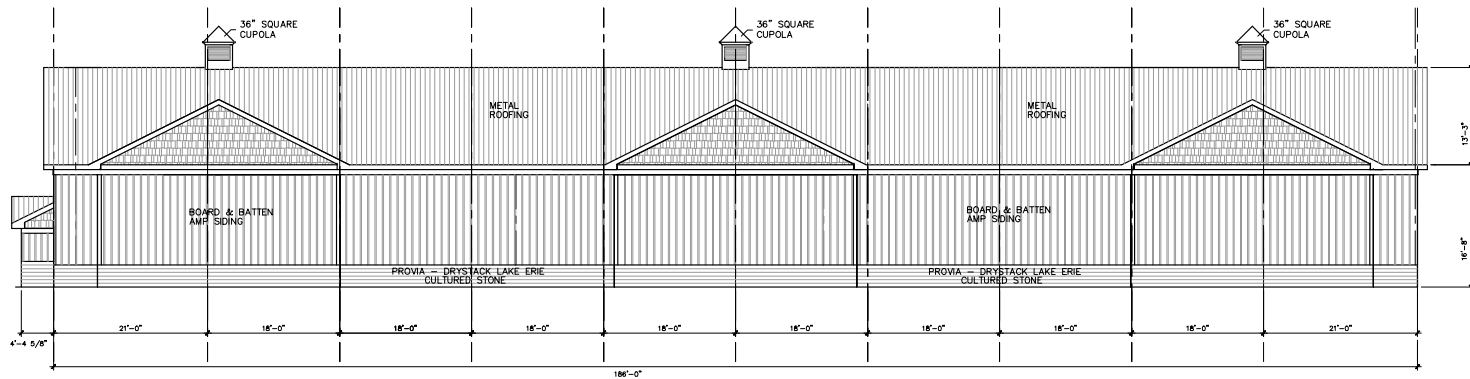 36" SQUARE
CUPOLA
36" SQUARE
CUPOLA
36" SQUARE
CUPOLA
METAL
ROOFING
METAL
ROOFING
13'-3"
BOARD & BATTEN
AMP SIDING
BOARD & BATTEN
AMP SIDING
16'-8"
PROVIA - DRYSTACK LAKE ERIE
CULTURED STONE
PROVIA - DRYSTACK LAKE ERIE
CULTURED STONE
21'-0"
18'-0"
18'-0"
18'-0"
18'-0"
18'-0"
18'-0"
18'-0"
18'-0"
21'-0"
4'-4 5/8"
186'-0"